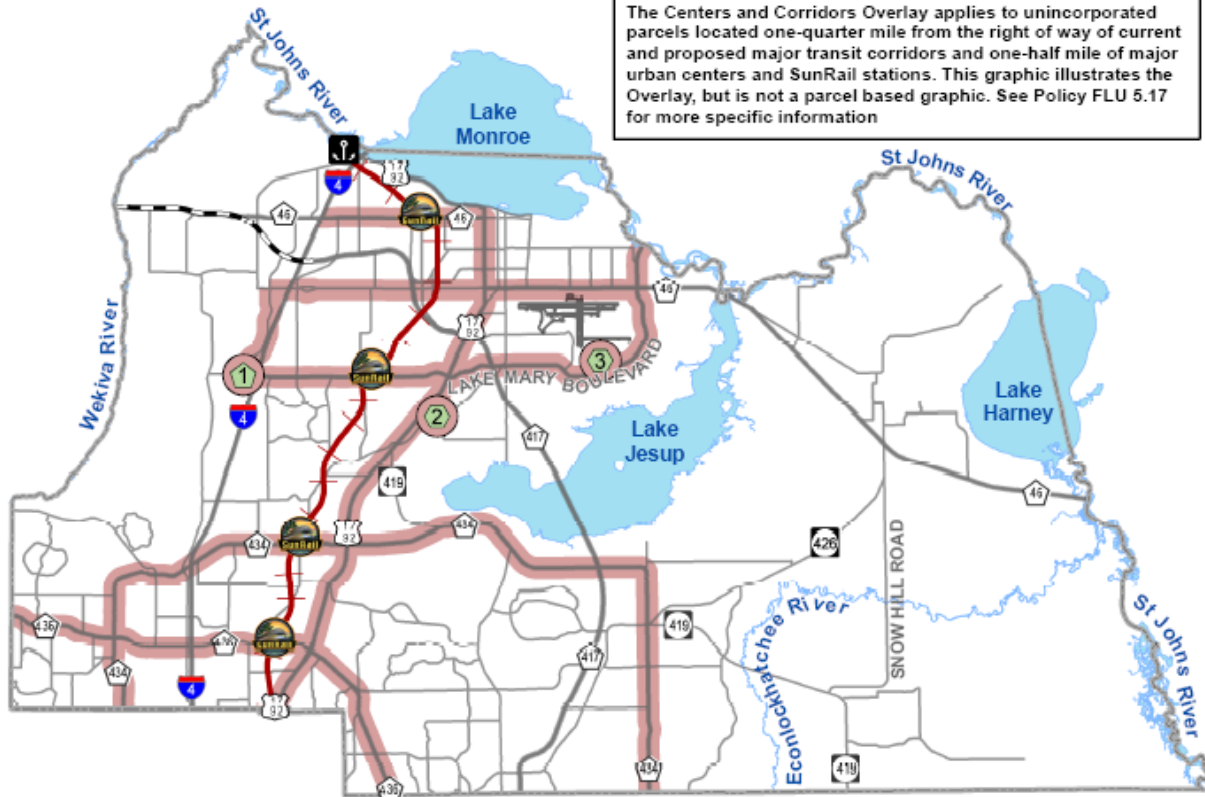 The Centers and Corridors Overlay applies to unincorporated
parcels located one-quarter mile from the right of way of current
and proposed major transit corridors and one-half mile of major
urban centers and SunRail stations. This graphic illustrates the
Overlay, but is not a parcel based graphic. See Policy FLU 5.17
for more specific information
St Johns River
Lake
Monroe
St Johns River
17
92
4
SunRail
46
46
46
Wekiva River
17
92
3
1
SunRail
LAKE MARY BOULEVARD
Lake
Harney
2
4
Lake
Jesup
417
419
46
434
17
92
434
SunRail
426
SNOW HILL ROAD
Econlockhatchee River
St Johns River
436
419
436
SunRail
417
434
4
17
92
434
419
436